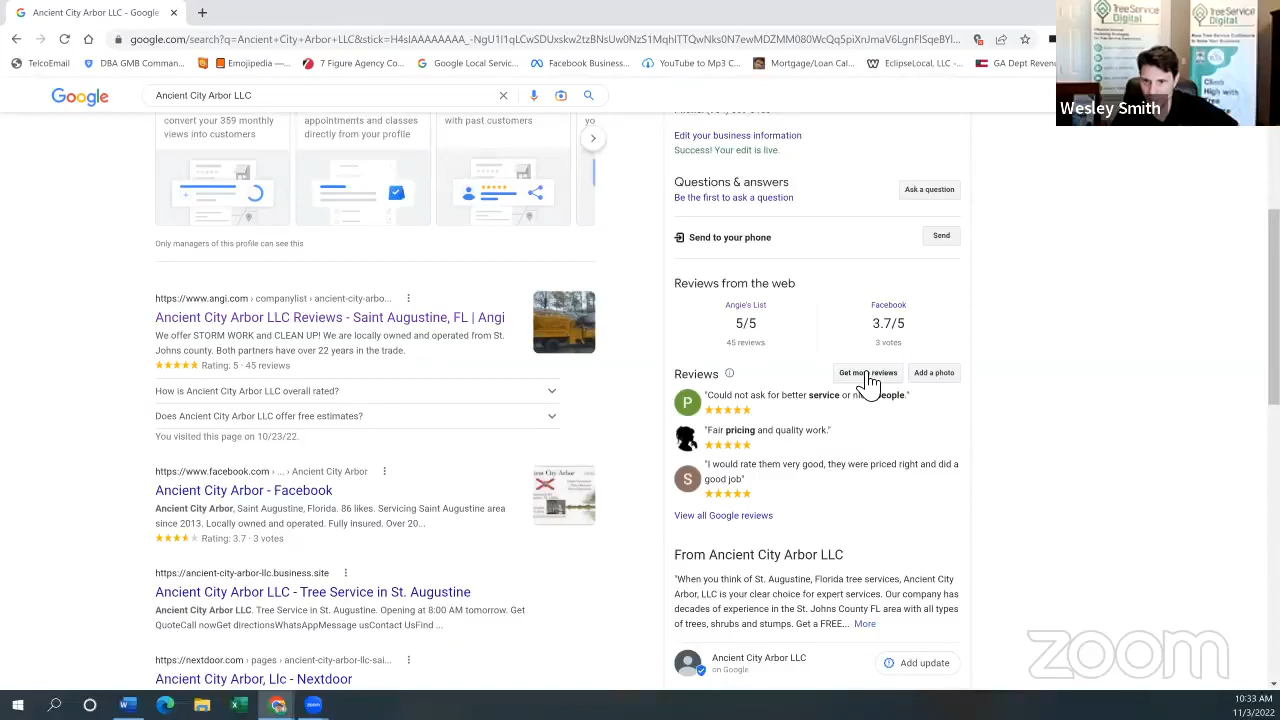 Ancient City Arbor LLC - Google
TelcoEmail
DBA GMB Countdown...
Tree Agency Co...
Facebook Business...
YouTube to Mp3 C...
Mortgage/Loan Cal...
EclipseLocal, LLC -...
GA Dept Revenue
Tree Service
Digital
Tree Service
Digital
Climb
High with
Tree
Wesley Smith
Google
Ancient City Arbor LLC
convert your 359 monthly
views into customers
appointments
directly from your profile
from past customers
Only managers of this profile can see this
https://www.angi.com › companylist › ancient-city-arbo...
Ancient City Arbor LLC Reviews - Saint Augustine, FL | Angi
We offer STORM WORK and CLEAN UP! We are locally owned and operated from St.
Johns county. Both partners have over 22 years in the trade.
Rating: 5 · 45 reviews
How is Ancient City Arbor LLC overall rated?
Does Ancient City Arbor LLC offer free estimates?
You visited this page on 10/23/22.
https://www.facebook.com › ... › Ancient City Arbor
Ancient City Arbor - Facebook
Ancient City Arbor, Saint Augustine, Florida. 86 likes. Servicing Saint Augustine area
since 2013. Locally owned and operated. Fully insured. Over 20...
Rating: 3.7 · 3 votes
https://ancient-city-arbor-llc.business.site
Ancient City Arbor LLC - Tree Service in St. Augustine
Ancient City Arbor LLC. Tree Service in St. Augustine. Opening at 8:00 AM tomorrow. Get
QuoteCall nowGet directionsWhatsAppMessage usContact UsFind ...
https://nextdoor.com › pages › ancient-city-arbor-llc-sai...
Ancient City Arbor, Llc - Nextdoor
Edit your business information
Success! Your edit is live.
Questions & answers
Be the first to ask a question
Ask a question
Send to your phone
Send
Reviews from the web
Angie's List
5/5
45 reviews
Facebook
3.7/5
3 votes
Reviews
Get more reviews
Add a photo
P
"Could not ask for better service or nicer people."
"Fair pricing and quality work."
S
"I would rate them very good, they were priced right and did a
good job"
View all Google reviews
From Ancient City Arbor LLC
"When you think of St. Augustine, Florida tree services, Ancient City
Arbor, LLC is your clear choice for expert services. Our company has
decades of experience in the St. Johns County FL area with all types
of trees, shrubs and stumps. Get a FREE... More
Ancient City Arbor LLC
on Google
Add update
zoom
10:33 AM
11/3/2022